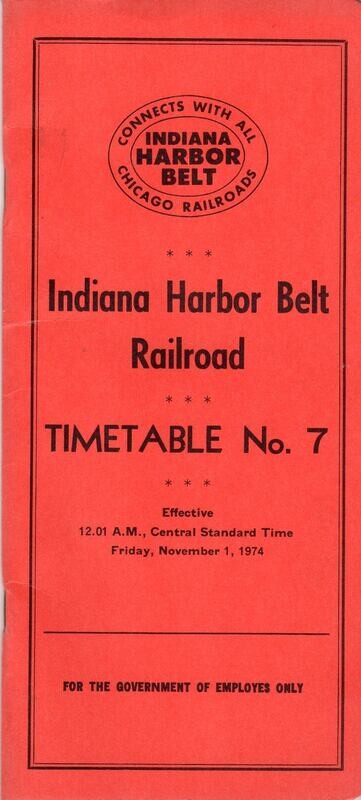 CONNECTS WITH ALL
INDIANA
HARBOR
BELT
CHICAGO RAILROADS
* * *
Indiana Harbor Belt
Railroad
* * *
TIMETABLE No. 7
* * *
Effective
12.01 A.M., Central Standard Time
Friday, November 1, 1974
FOR THE GOVERNMENT OF EMPLOYES ONLY